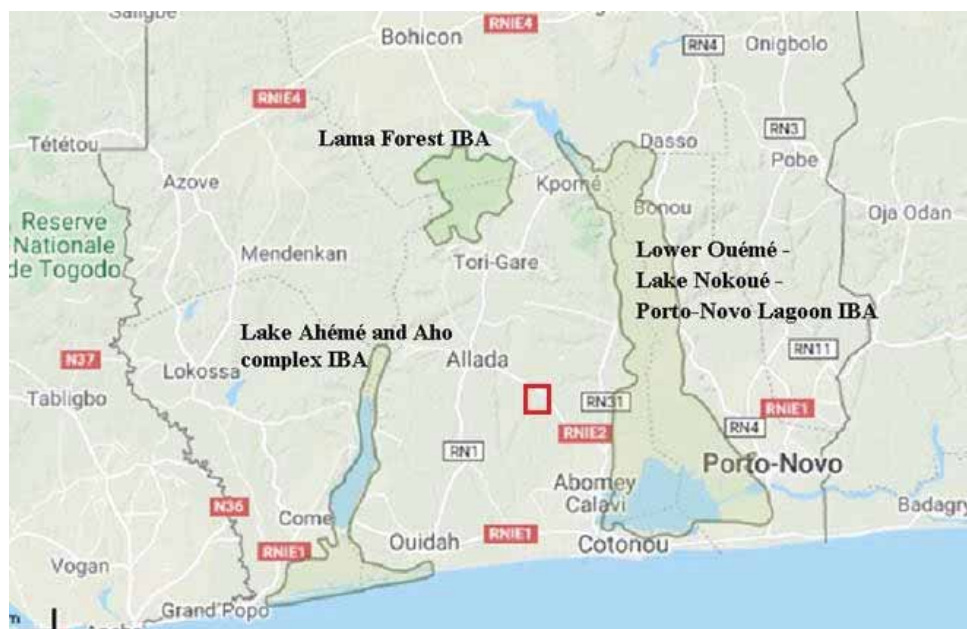 Saligbe
Bohicon
RNIE4
RN4
Onigbolo
RNIE4
Lama Forest IBA
Tététou
Dasso
RN3
Pobe
Azove
Kpomé
Bonou
Oja Odan
Reserve
Nationale
de Togodo
Mendenkan
Tori-Gare
Lower Ouémé -
Lake Nokoué -
Porto-Novo Lagoon IBA
Lake Ahémé and Aho
complex IBA
N37
Lokossa
Allada
RN11
Tabligbo
RN31
RNIE1
RNIE2
RN4
RN1
Porto-Novo
Abomey
Calavi
N36
Come
Badagry
RNIE1
Ouidah
RNIE1
Cotonou
Vogan
Grand Popo